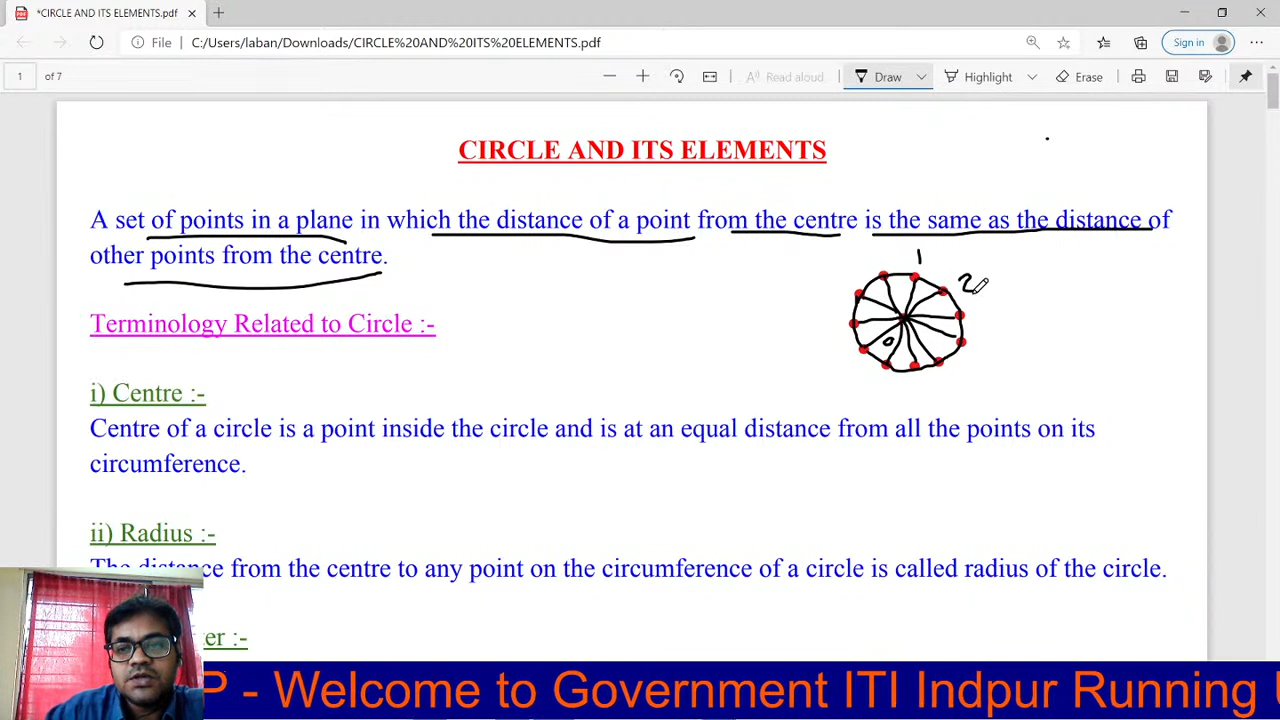 *CIRCLE AND ITS ELEMENTS.pdf
File
C:/Users/laban/Downloads/CIRCLE%20AND%20ITS%20ELEMENTS.pdf
Sign in
1
of 7
Read aloud
Draw
Highlight
Erase
CIRCLE AND ITS ELEMENTS
A set of points in a plane in which the distance of a point from the centre is the same as the distance of
other points from the centre.
1
2
o
Terminology Related to Circle :-
i) Centre :-
Centre of a circle is a point inside the circle and is at an equal distance from all the points on its
circumference.
ii) Radius :-
The distance from the centre to any point on the circumference of a circle is called radius of the circle.
ter :-
P - Welcome to Government ITI Indpur Running